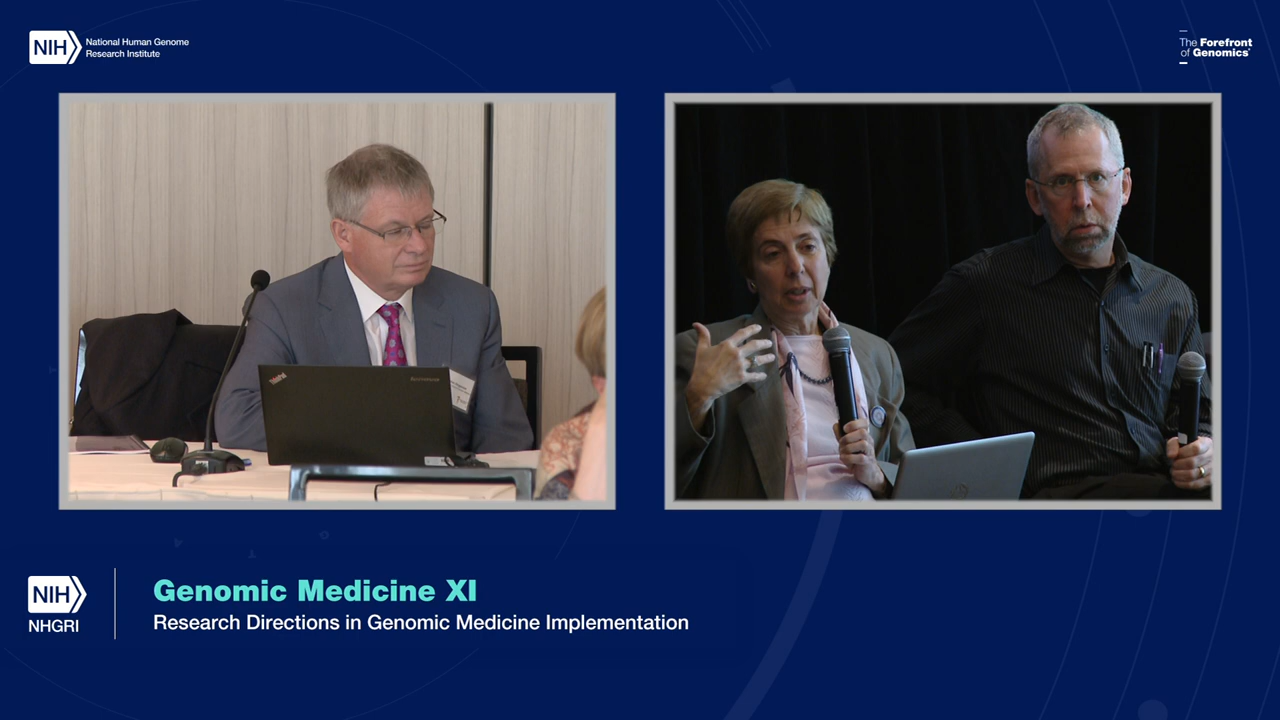 NIH
National Human Genome
Research Institute
The Forefront
of Genomics®
ThinkPad
NIH
NHGRI
Genomic Medicine XI
Research Directions in Genomic Medicine Implementation